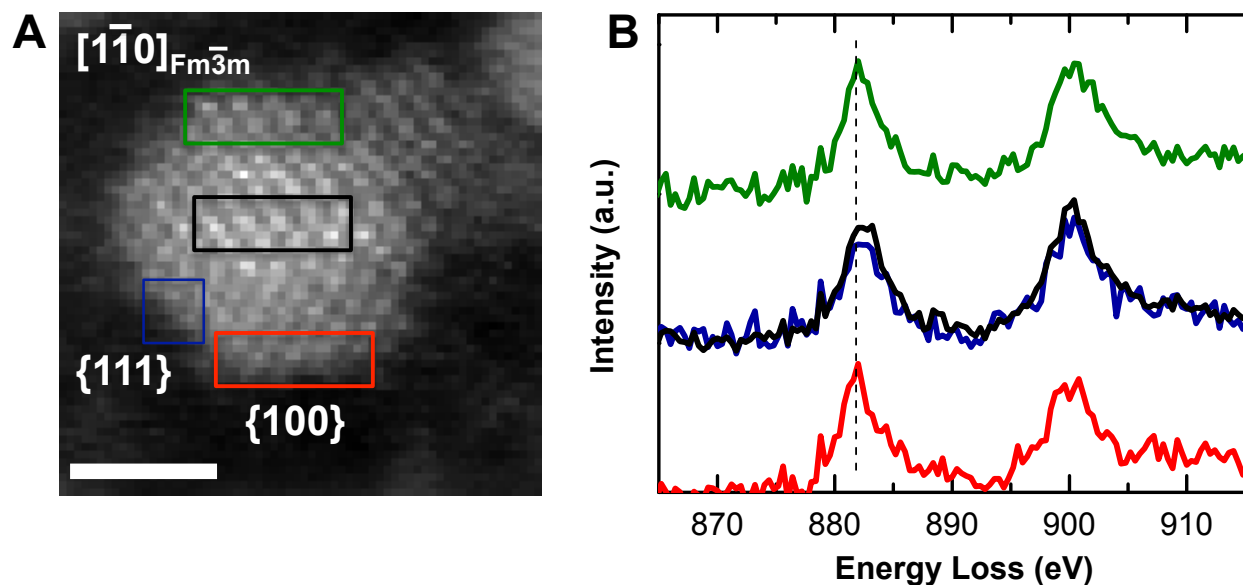 A
[11̅0]Fm3̅m
{111}
{100}
B
Intensity (a.u.)
870 880 890 900 910
Energy Loss (eV)